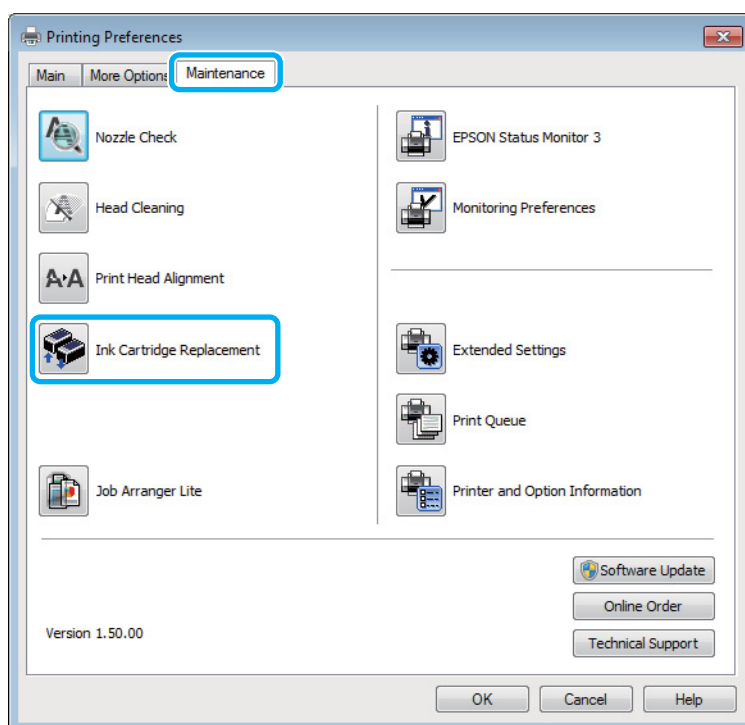 Printing Preferences
Main
More Options
Maintenance
Nozzle Check
EPSON Status Monitor 3
Head Cleaning
Monitoring Preferences
A A
Print Head Alignment
Ink Cartridge Replacement
Extended Settings
Print Queue
Job Arranger Lite
Printer and Option Information
Software Update
Online Order
Version 1.50.00
Technical Support
OK
Cancel
Help